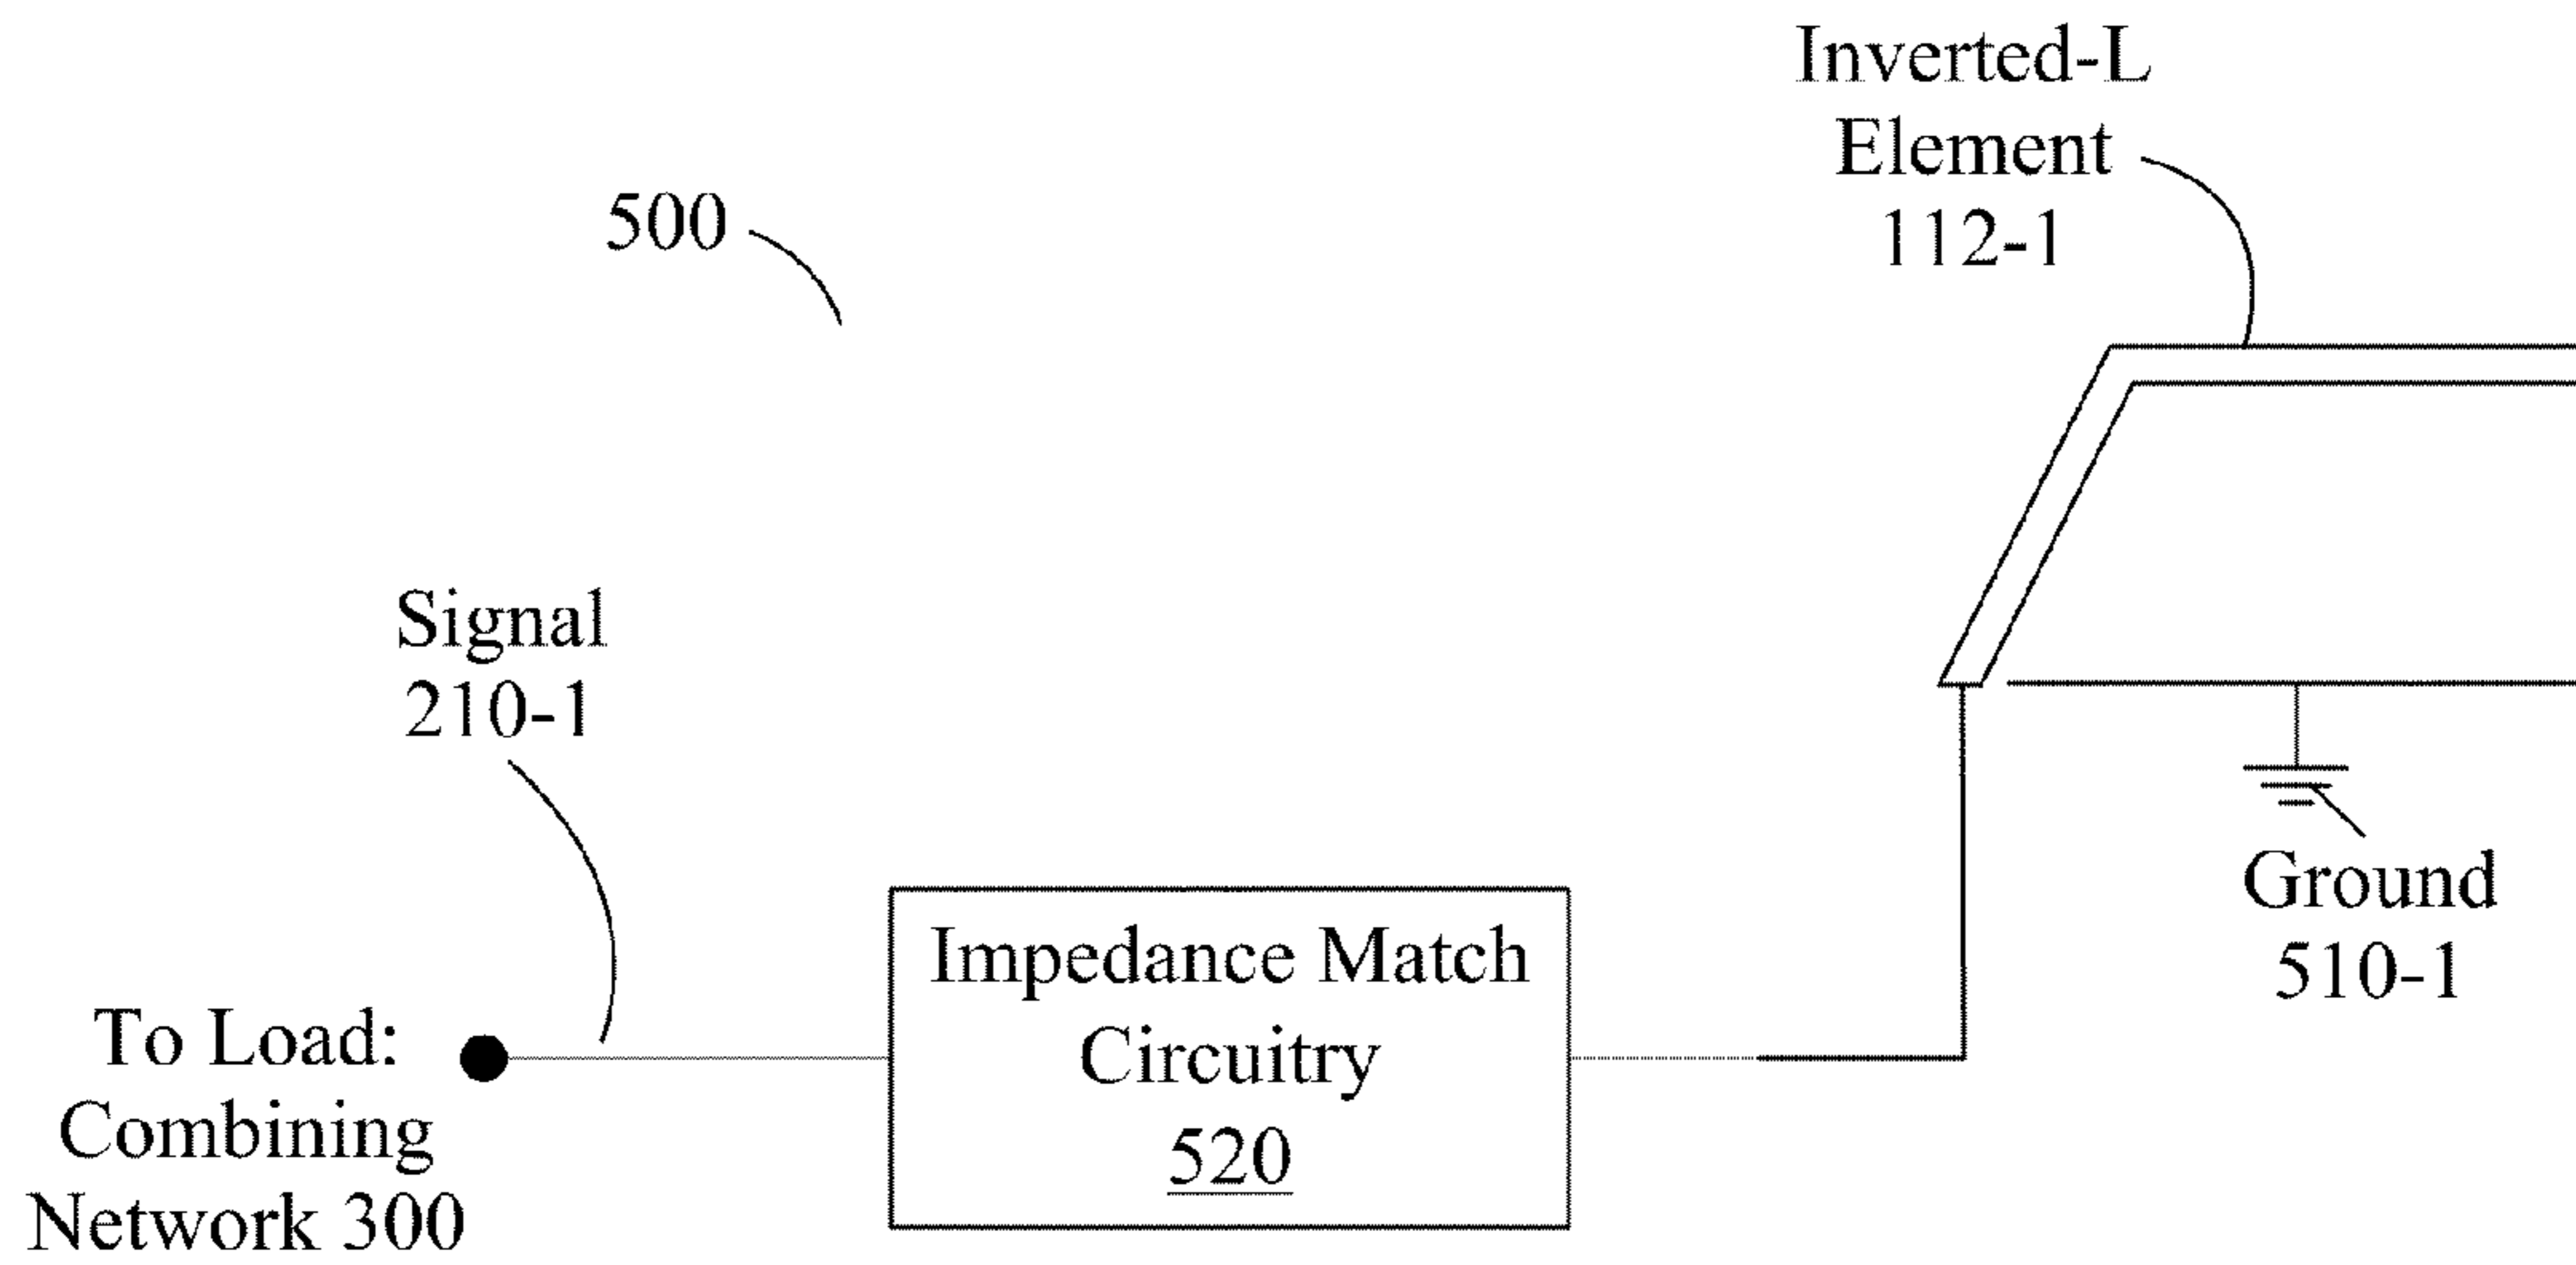 Inverted-L
Element
112-1
500
Signal
210-1
Ground
510-1
Impedance Match
Circuitry
520
To Load:
Combining
Network 300